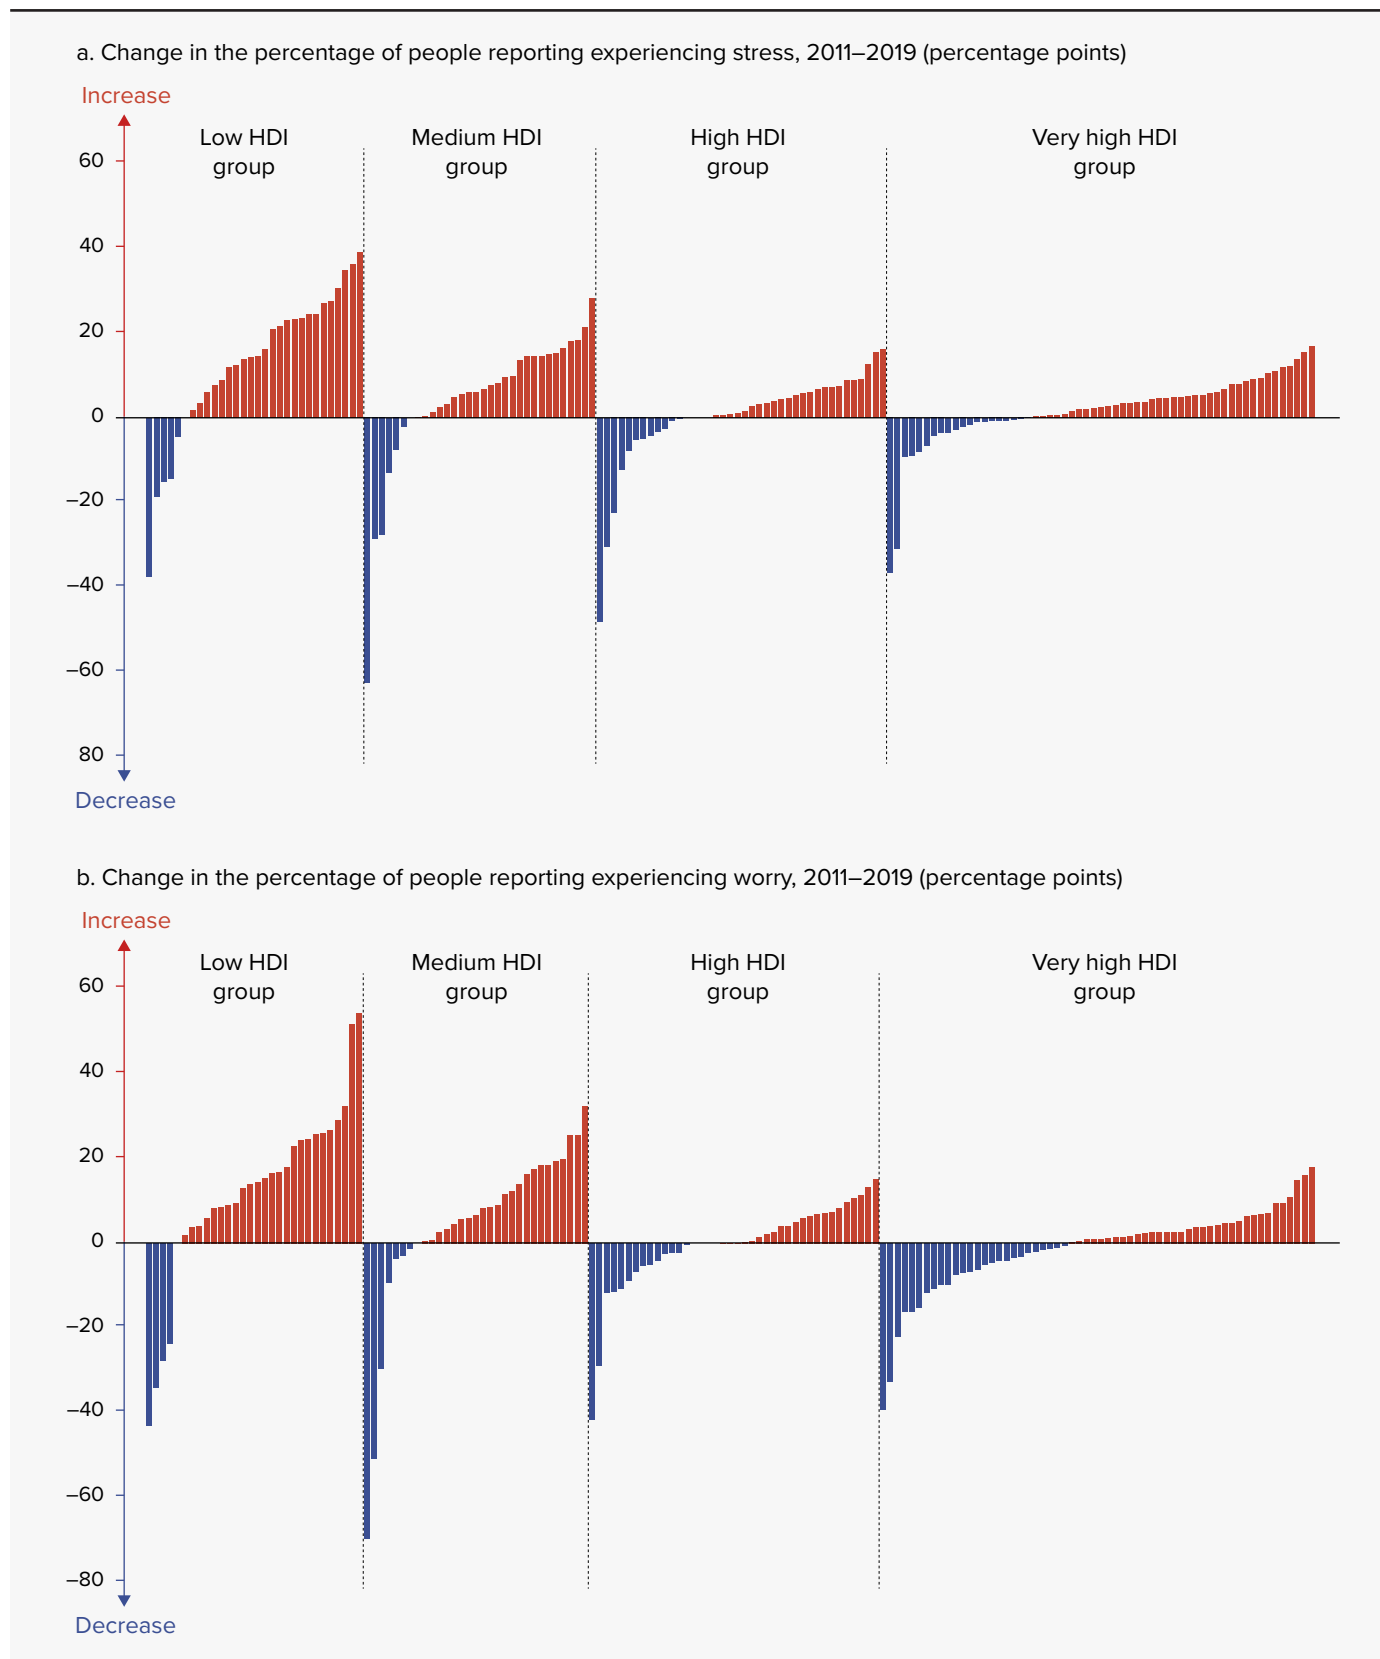 a. Change in the percentage of people reporting experiencing stress, 2011–2019 (percentage points)
Increase
Low HDI
group
Medium HDI
group
High HDI
group
Very high HDI
group
60
40
20
0
–20
–40
–60
80
Decrease
b. Change in the percentage of people reporting experiencing worry, 2011–2019 (percentage points)
Increase
Low HDI
group
Medium HDI
group
High HDI
group
Very high HDI
group
60
40
20
0
–20
–40
–60
–80
Decrease